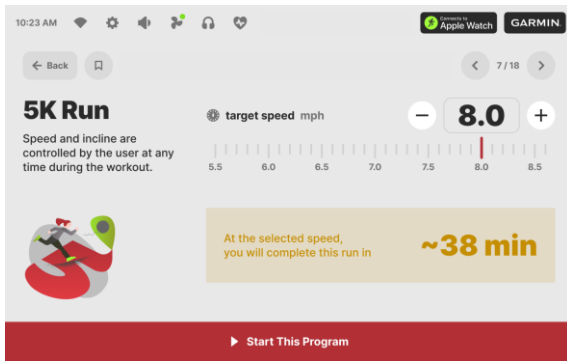 10:23 AM
Connects to
Apple Watch
GARMIN
← Back
7 / 18
5K Run
Speed and incline are
controlled by the user at any
time during the workout.
target speed mph
− 8.0 +
5.5 6.0 6.5 7.0 7.5 8.0 8.5
At the selected speed,
you will complete this run in
~38 min
Start This Program